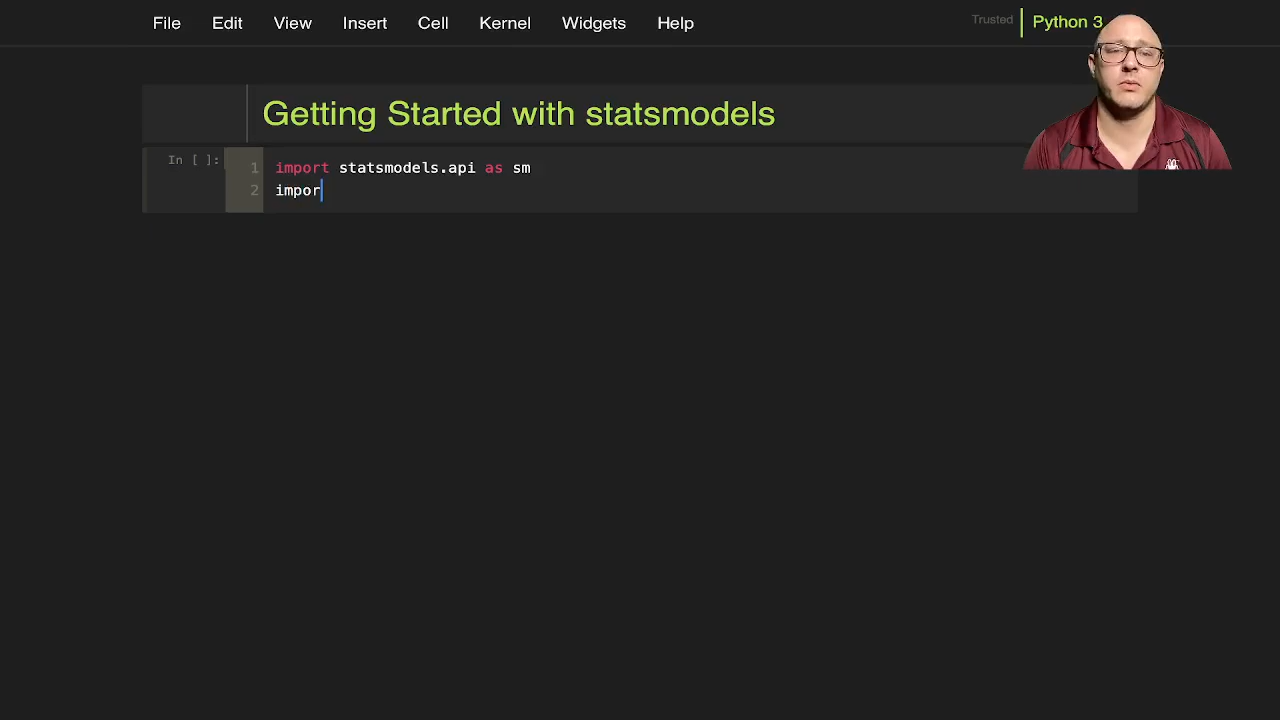 File Edit View Insert Cell Kernel Widgets Help Trusted Python 3
Getting Started with statsmodels
In [ ]: 1 import statsmodels.api as sm
2 impor